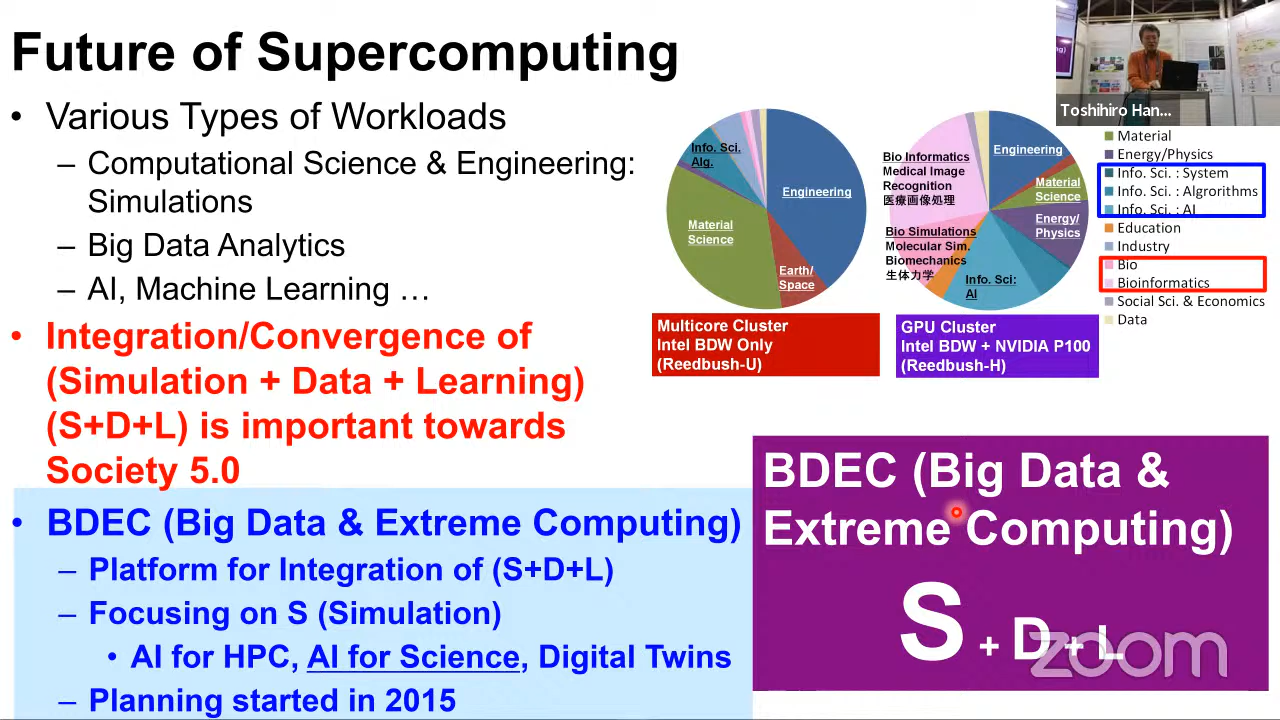 Future of Supercomputing
• Various Types of Workloads
– Computational Science & Engineering:
Simulations
– Big Data Analytics
– AI, Machine Learning …
• Integration/Convergence of
(Simulation + Data + Learning)
(S+D+L) is important towards
Society 5.0
• BDEC (Big Data & Extreme Computing)
– Platform for Integration of (S+D+L)
– Focusing on S (Simulation)
• AI for HPC, AI for Science, Digital Twins
– Planning started in 2015
Info. Sci.
Alg.
Engineering
Material
Science
Earth/
Space
Multicore Cluster
Intel BDW Only
(Reedbush-U)
Bio Informatics
Medical Image
Recognition
医療画像処理
Bio Simulations
Molecular Sim.
Biomechanics
生体力学
Engineering
Material
Science
Energy/
Physics
Info. Sci:
AI
GPU Cluster
Intel BDW + NVIDIA P100
(Reedbush-H)
Toshihiro Han...
Material
Energy/Physics
Info. Sci. : System
Info. Sci. : Algorithms
Info. Sci. : AI
Education
Industry
Bio
Bioinformatics
Social Sci. & Economics
Data
BDEC (Big Data &
Extreme Computing)
S + D + L
zoom